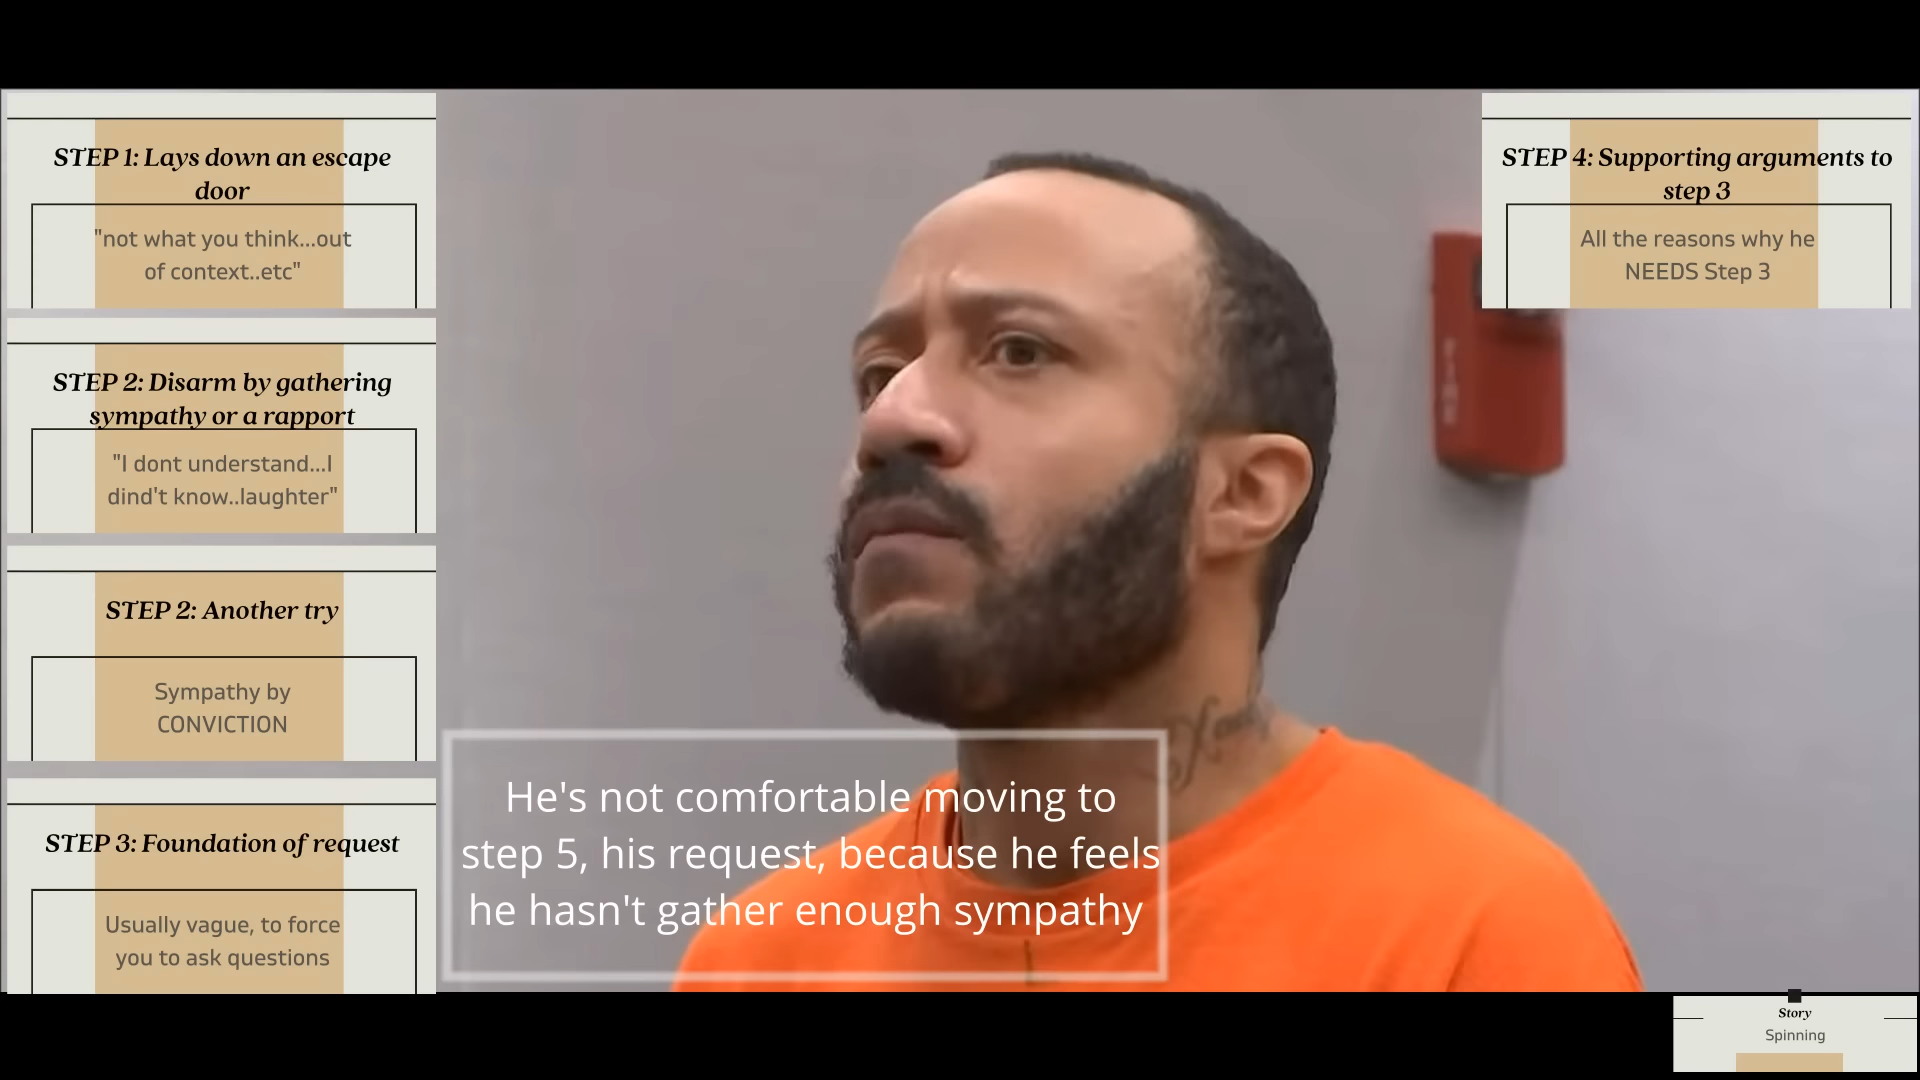 STEP 1: Lays down an escape
door
"not what you think...out
of context..etc"
STEP 2: Disarm by gathering
sympathy or a rapport
"I dont understand...I
dind't know..laughter"
STEP 2: Another try
Sympathy by
CONVICTION
STEP 3: Foundation of request
Usually vague, to force
you to ask questions
He's not comfortable moving to
step 5, his request, because he feels
he hasn't gather enough sympathy
STEP 4: Supporting arguments to
step 3
All the reasons why he
NEEDS Step 3
FIRE
Story
Spinning